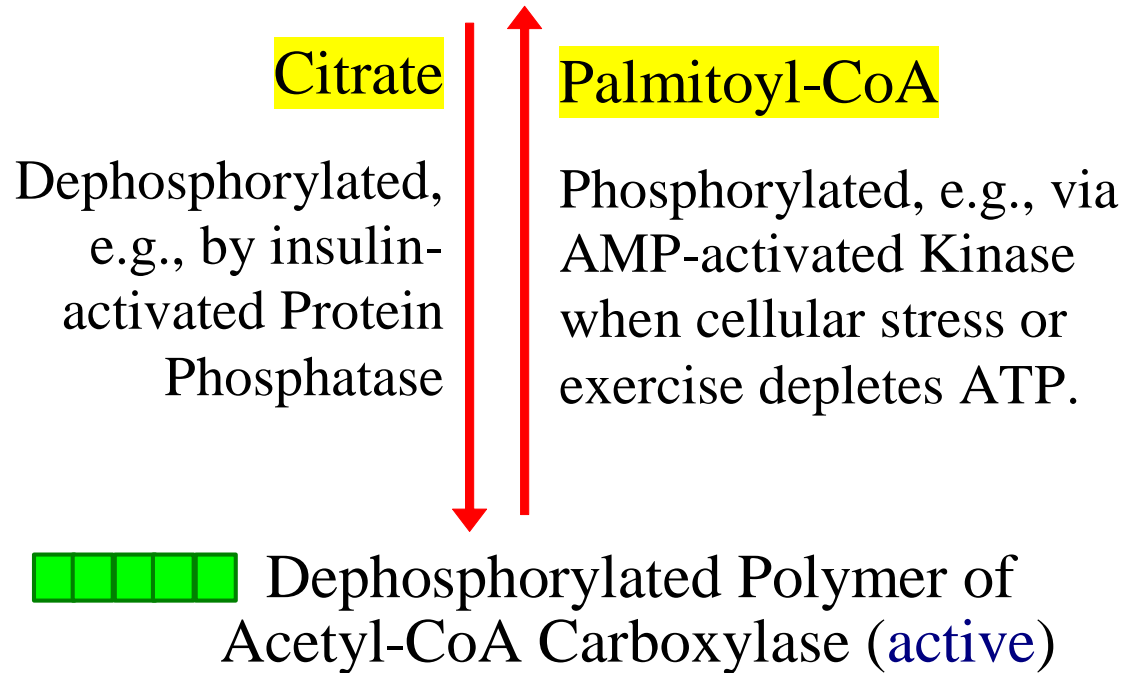 Citrate
Dephosphorylated,
e.g., by insulin-
activated Protein
Phosphatase
Palmitoyl-CoA
Phosphorylated, e.g., via
AMP-activated Kinase
when cellular stress or
exercise depletes ATP.
Dephosphorylated Polymer of
Acetyl-CoA Carboxylase (active)